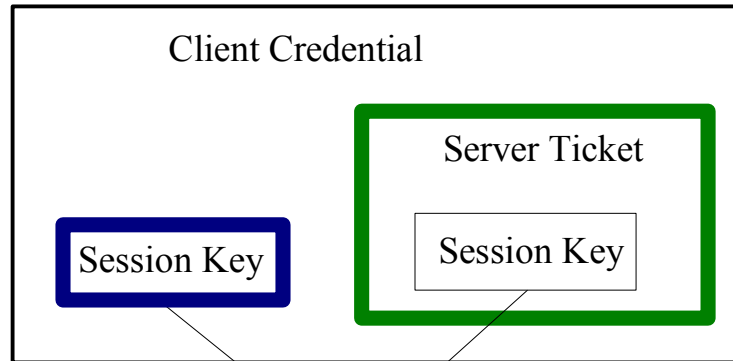 Client Credential
Server Ticket
Session Key
Session Key